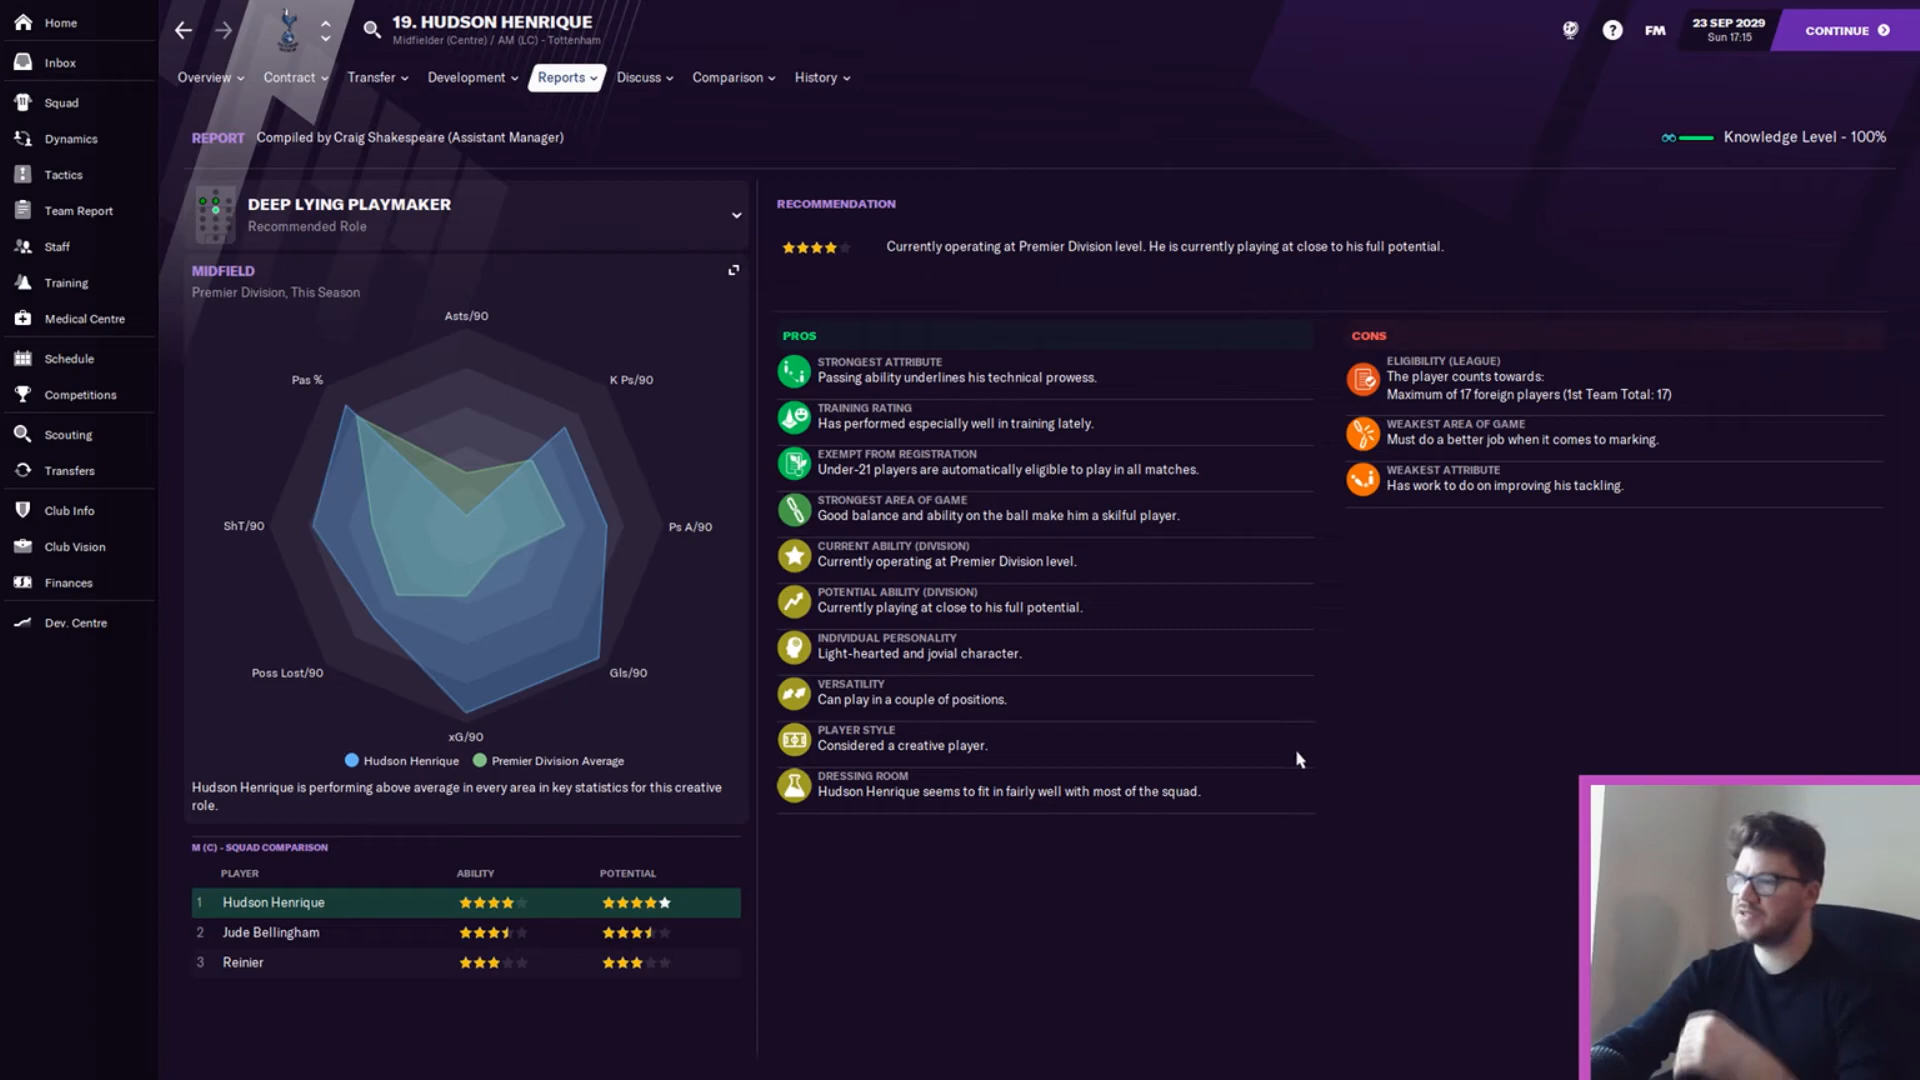 Home
Inbox
Squad
Dynamics
Tactics
Team Report
Staff
Training
Medical Centre
Schedule
Competitions
Scouting
Transfers
Club Info
Club Vision
Finances
Dev. Centre
19. HUDSON HENRIQUE
Midfielder (Centre) / AM (LC) - Tottenham
FM
23 SEP 2029
Sun 17:15
CONTINUE
Overview
Contract
Transfer
Development
Reports
Discuss
Comparison
History
REPORT Compiled by Craig Shakespeare (Assistant Manager)
Knowledge Level - 100%
DEEP LYING PLAYMAKER
Recommended Role
MIDFIELD
Premier Division, This Season
Asts/90
K Ps/90
Ps A/90
Gls/90
xG/90
Poss Lost/90
ShT/90
Pas %
Hudson Henrique
Premier Division Average
Hudson Henrique is performing above average in every area in key statistics for this creative
role.
M (C) - SQUAD COMPARISON
PLAYER ABILITY POTENTIAL
1 Hudson Henrique
2 Jude Bellingham
3 Reinier
RECOMMENDATION
Currently operating at Premier Division level. He is currently playing at close to his full potential.
PROS
STRONGEST ATTRIBUTE
Passing ability underlines his technical prowess.
TRAINING RATING
Has performed especially well in training lately.
EXEMPT FROM REGISTRATION
Under-21 players are automatically eligible to play in all matches.
STRONGEST AREA OF GAME
Good balance and ability on the ball make him a skilful player.
CURRENT ABILITY (DIVISION)
Currently operating at Premier Division level.
POTENTIAL ABILITY (DIVISION)
Currently playing at close to his full potential.
INDIVIDUAL PERSONALITY
Light-hearted and jovial character.
VERSATILITY
Can play in a couple of positions.
PLAYER STYLE
Considered a creative player.
DRESSING ROOM
Hudson Henrique seems to fit in fairly well with most of the squad.
CONS
ELIGIBILITY (LEAGUE)
The player counts towards:
Maximum of 17 foreign players (1st Team Total: 17)
WEAKEST AREA OF GAME
Must do a better job when it comes to marking.
WEAKEST ATTRIBUTE
Has work to do on improving his tackling.